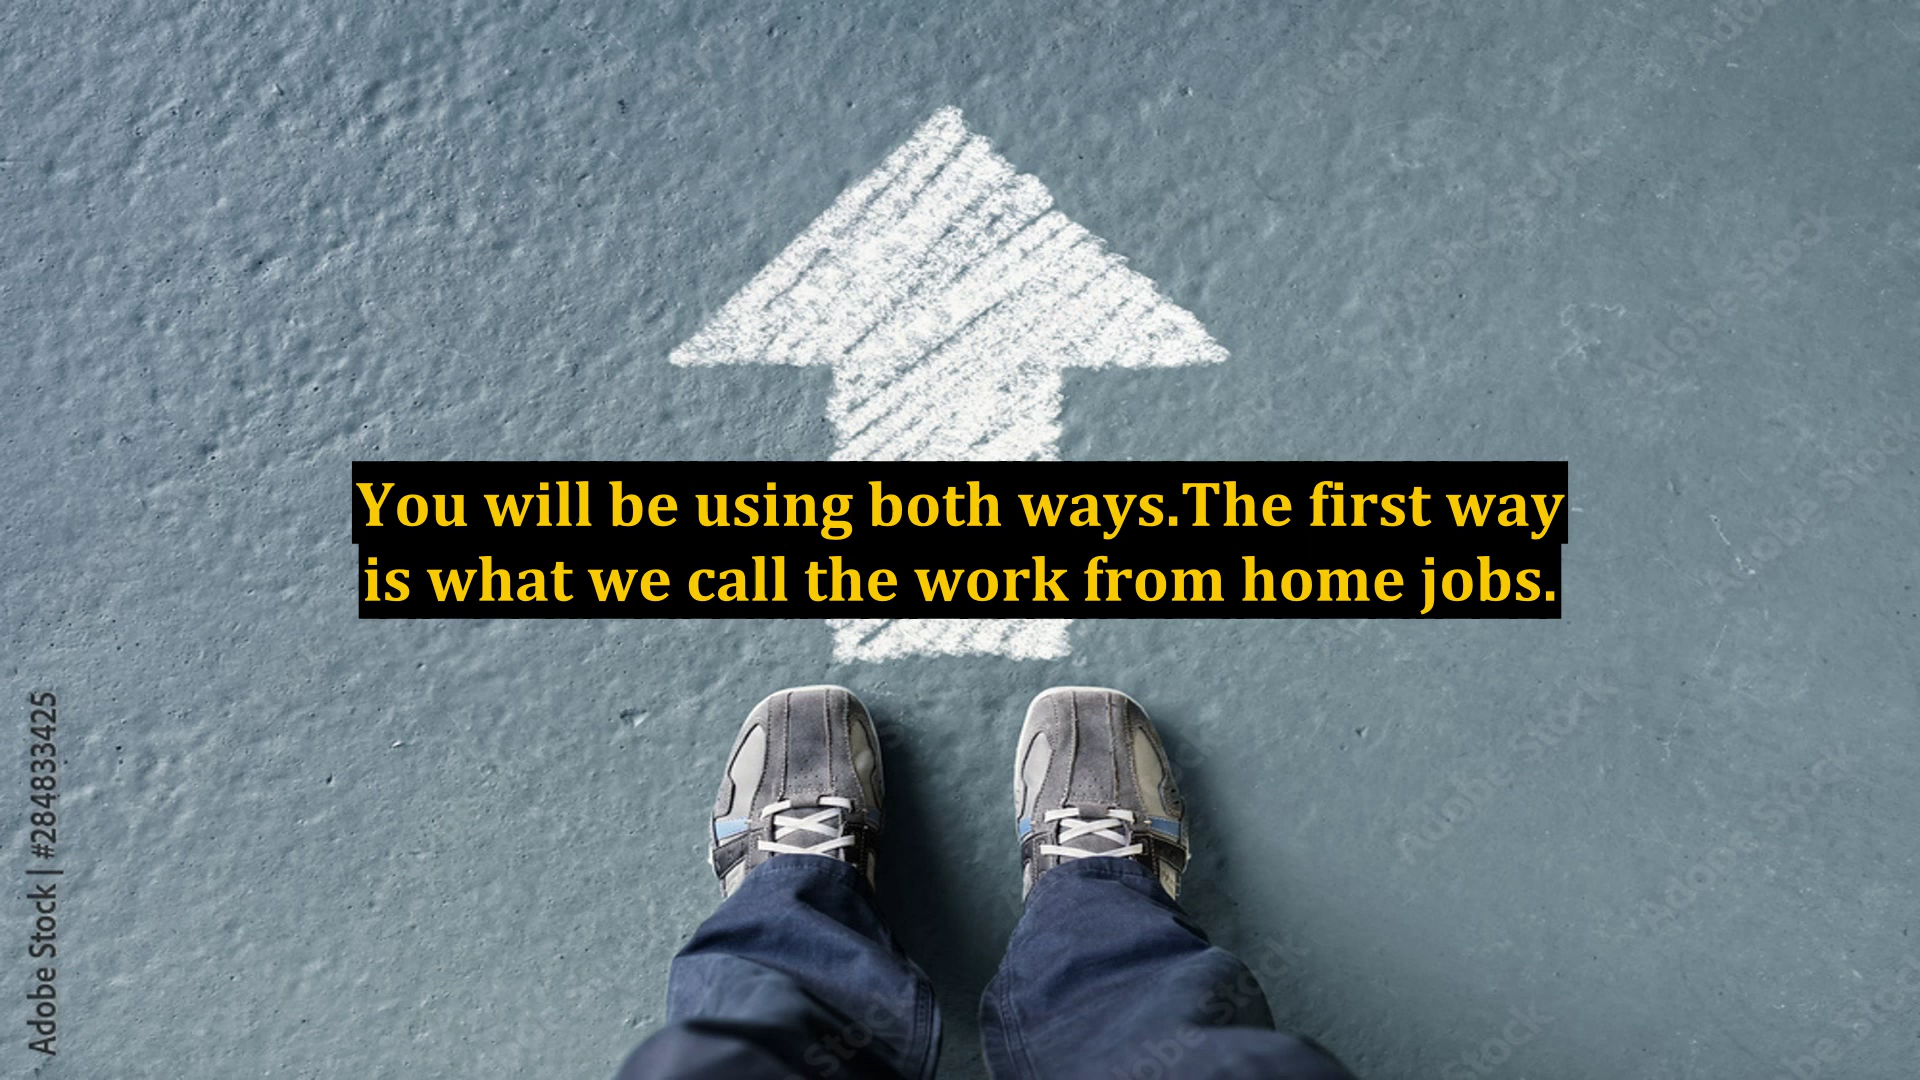 You will be using both ways.The first way
is what we call the work from home jobs.
Adobe Stock | #284833425